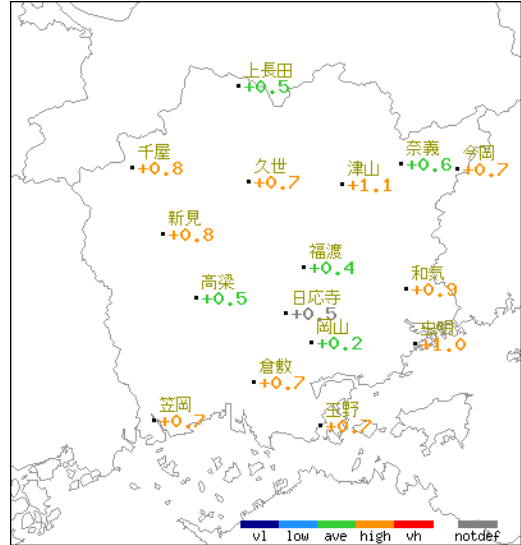 上長田
+0.5
千屋
+0.8
久世
+0.7
津山
+1.1
奈義
+0.6
今岡
+0.7
新見
+0.8
福渡
+0.4
和気
+0.9
高梁
+0.5
日応寺
+0.5
岡山
+0.2
虫明
+1.0
倉敷
+0.7
笠岡
+0.7
玉野
+0.7
vl low ave high vh notdef